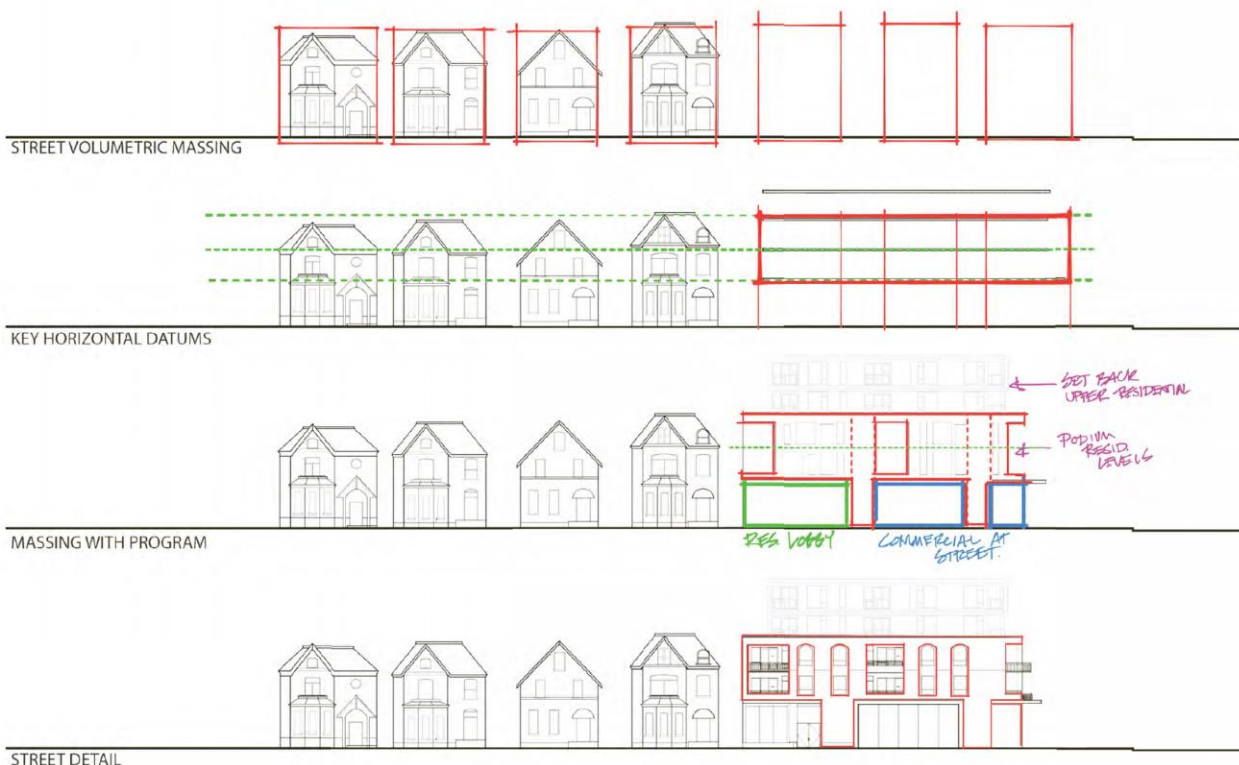 STREET VOLUMETRIC MASSING
KEY HORIZONTAL DATUMS
SET BACK
UPPER RESIDENTIAL
PODIUM
RESID.
LEVELS
MASSING WITH PROGRAM
RES LOBBY
COMMERCIAL AT
STREET.
STREET DETAIL